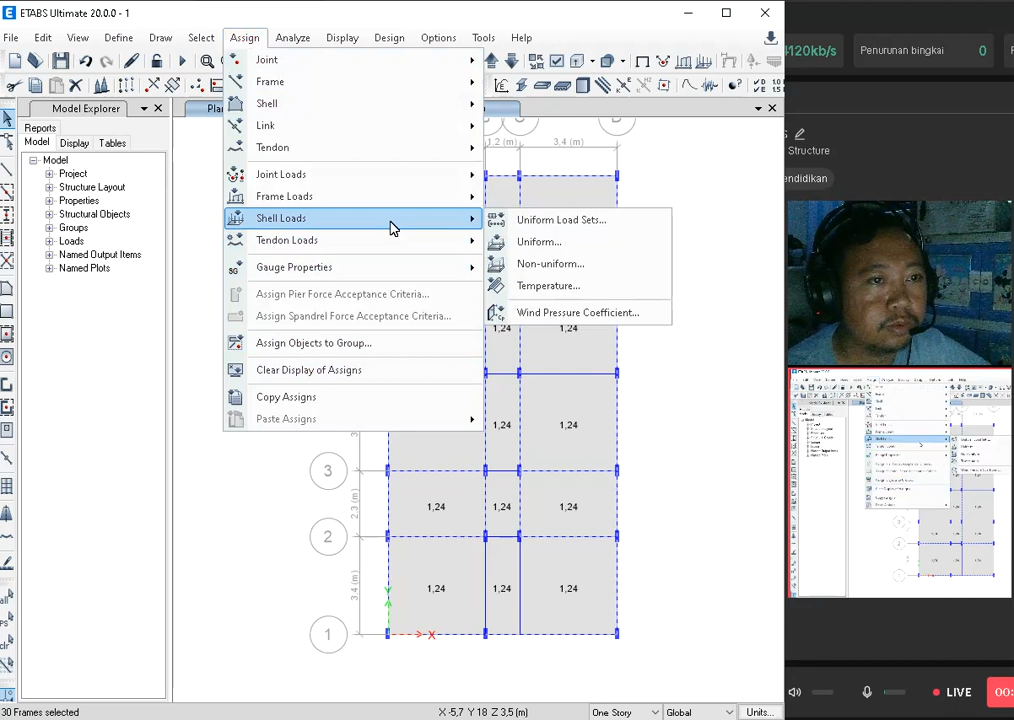 ETABS Ultimate 20.0.0 - 1
File Edit View Define Draw Select Assign Analyze Display Design Options Tools Help
Model Explorer
Reports
Model Display Tables
Model
Project
Structure Layout
Properties
Structural Objects
Groups
Loads
Named Output Items
Named Plots
Joint
Frame
Shell
Link
Tendon
Joint Loads
Frame Loads
Shell Loads
Tendon Loads
Gauge Properties
Assign Pier Force Acceptance Criteria...
Assign Spandrel Force Acceptance Criteria...
Assign Objects to Group...
Clear Display of Assigns
Copy Assigns
Paste Assigns
Uniform Load Sets...
Uniform...
Non-uniform...
Temperature...
Wind Pressure Coefficient...
1,2 (m) 3,4 (m)
1,24 1,24
1,24 1,24
3
2,3 (m)
1,24 1,24 1,24
2
3,4 (m)
1,24 1,24 1,24
Y
1
X
30 Frames selected
X -5,7 Y 18 Z 3,5 (m)
One Story
Global
Units...
4120kb/s
Penurunan bingkai 0
Structure
LIVE